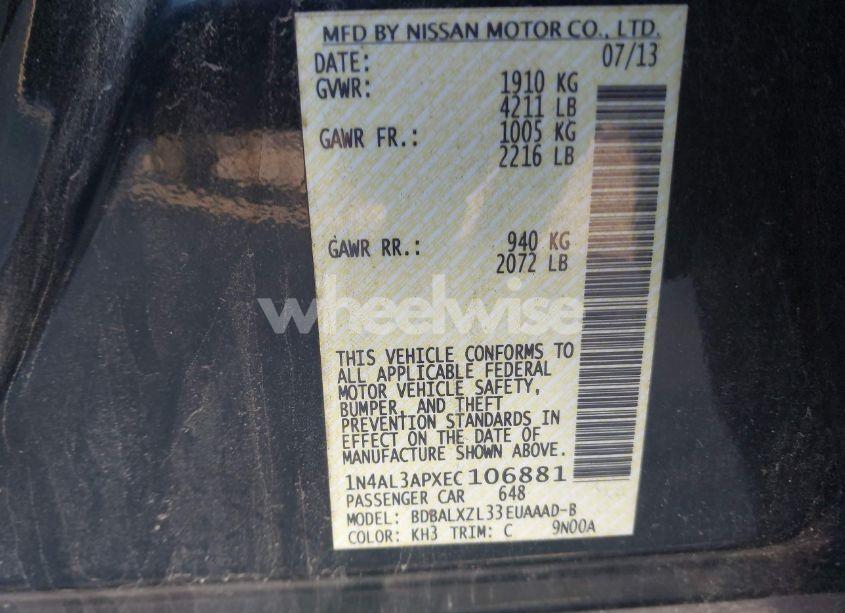 MFD BY NISSAN MOTOR CO., LTD.
DATE: 07/13
GVWR: 1910 KG
4211 LB
GAWR FR.: 1005 KG
2216 LB
GAWR RR.: 940 KG
2072 LB
wheelwise
THIS VEHICLE CONFORMS TO
ALL APPLICABLE FEDERAL
MOTOR VEHICLE SAFETY,
BUMPER, AND THEFT
PREVENTION STANDARDS IN
EFFECT ON THE DATE OF
MANUFACTURE SHOWN ABOVE.
1N4AL3APXEC106881
PASSENGER CAR 648
MODEL: BDBALXZL33EUAAAD-B
COLOR: KH3 TRIM: C 9N00A